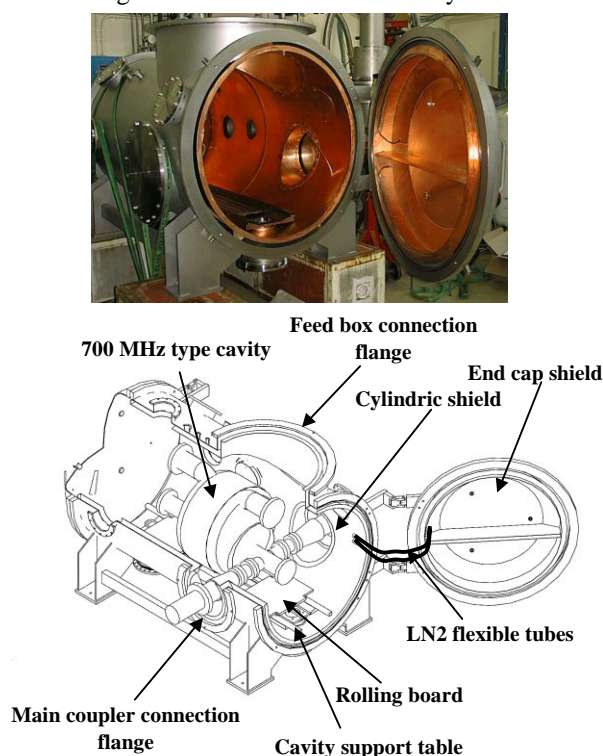 700 MHz type cavity
Feed box connection
flange
End cap shield
Cylindric shield
LN2 flexible tubes
Rolling board
Main coupler connection
flange
Cavity support table